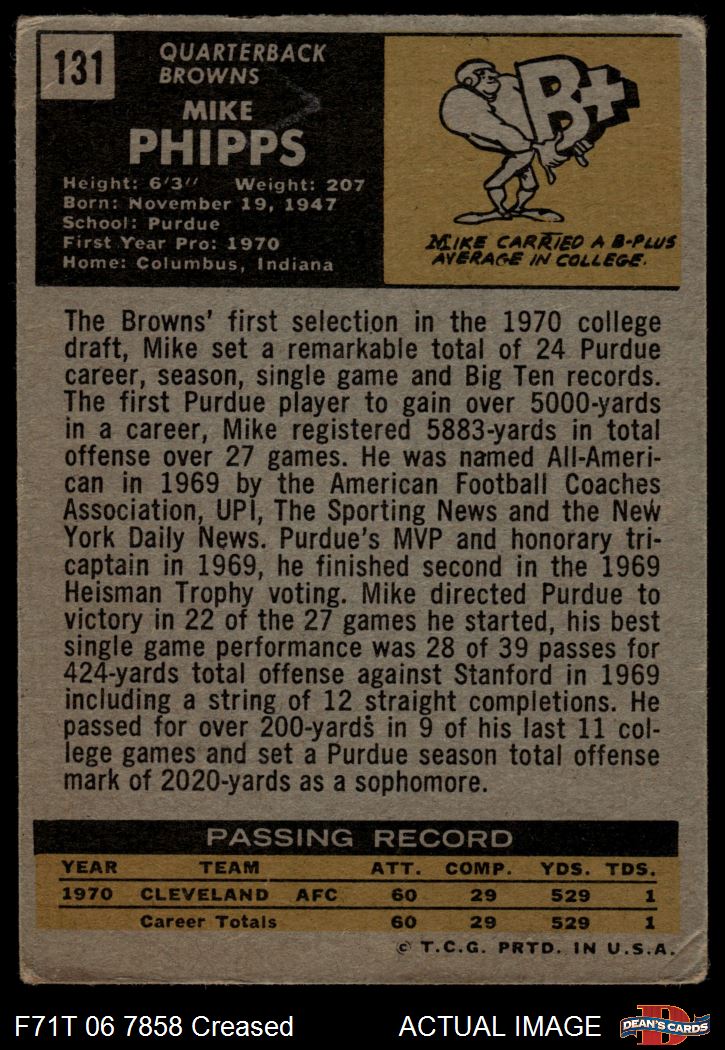 131
QUARTERBACK
BROWNS
MIKE
PHIPPS
Height: 6'3" Weight: 207
Born: November 19, 1947
School: Purdue
First Year Pro: 1970
Home: Columbus, Indiana
B+
MIKE CARRIED A B-PLUS
AVERAGE IN COLLEGE.
The Browns' first selection in the 1970 college
draft, Mike set a remarkable total of 24 Purdue
career, season, single game and Big Ten records.
The first Purdue player to gain over 5000-yards
in a career, Mike registered 5883-yards in total
offense over 27 games. He was named All-Ameri-
can in 1969 by the American Football Coaches
Association, UPI, The Sporting News and the New
York Daily News. Purdue's MVP and honorary tri-
captain in 1969, he finished second in the 1969
Heisman Trophy voting. Mike directed Purdue to
victory in 22 of the 27 games he started, his best
single game performance was 28 of 39 passes for
424-yards total offense against Stanford in 1969
including a string of 12 straight completions. He
passed for over 200-yards in 9 of his last 11 col-
lege games and set a Purdue season total offense
mark of 2020-yards as a sophomore.
PASSING RECORD
YEAR TEAM ATT. COMP. YDS. TDS.
1970 CLEVELAND AFC 60 29 529 1
Career Totals 60 29 529 1
© T.C.G. PRTD. IN U.S.A.
F71T 06 7858 Creased ACTUAL IMAGE
D
DEAN'S CARDS